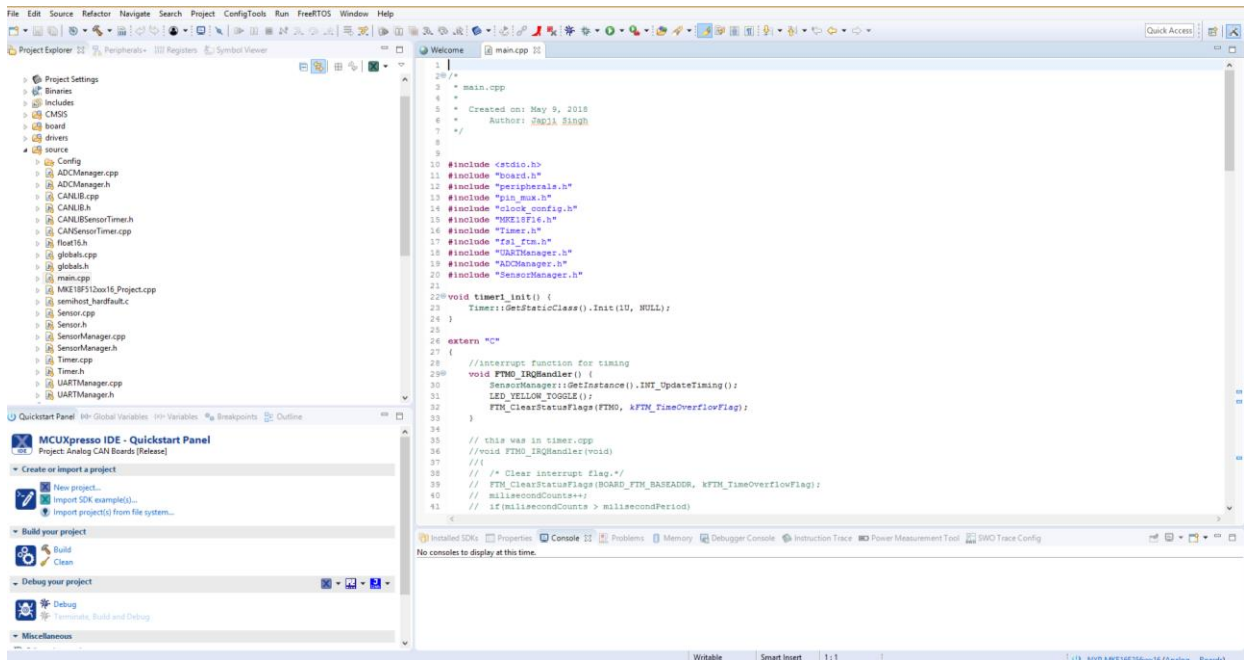 File Edit Source Refactor Navigate Search Project ConfigTools Run FreeRTOS Window Help
Quick Access
Project Explorer Peripherals+ Registers Symbol Viewer
Project Settings
Binaries
Includes
CMSIS
board
drivers
source
Config
ADCManager.cpp
ADCManager.h
CANLIB.cpp
CANLIB.h
CANLIBSensorTimer.h
CANSensorTimer.cpp
float16.h
globals.cpp
globals.h
main.cpp
MKE18F512xxx16_Project.cpp
semihost_hardfault.c
Sensor.cpp
Sensor.h
SensorManager.cpp
SensorManager.h
Timer.cpp
Timer.h
UARTManager.cpp
UARTManager.h
Welcome main.cpp
1
2 /*
3 * main.cpp
4 *
5 * Created on: May 9, 2018
6 * Author: Japji Singh
7 */
8
9
10 #include <stdio.h>
11 #include "board.h"
12 #include "peripherals.h"
13 #include "pin_mux.h"
14 #include "clock_config.h"
15 #include "MKE18F16.h"
16 #include "Timer.h"
17 #include "fsl_ftm.h"
18 #include "UARTManager.h"
19 #include "ADCManager.h"
20 #include "SensorManager.h"
21
22 void timer1_init() {
23 Timer::GetStaticClass().Init(1U, NULL);
24 }
25
26 extern "C"
27 {
28 //interrupt function for timing
29 void FTM0_IRQHandler() {
30 SensorManager::GetInstance().INT_UpdateTiming();
31 LED_YELLOW_TOGGLE();
32 FTM_ClearStatusFlags(FTM0, kFTM_TimeOverflowFlag);
33 }
34
35 // this was in timer.cpp
36 //void FTM0_IRQHandler(void)
37 //{
38 // /* Clear interrupt flag.*/
39 // FTM_ClearStatusFlags(BOARD_FTM_BASEADDR, kFTM_TimeOverflowFlag);
40 // milisecondCounts++;
41 // if(milisecondCounts > milisecondPeriod)
Quickstart Panel Global Variables Variables Breakpoints Outline
MCUXpresso IDE - Quickstart Panel
Project: Analog CAN Boards [Release]
Create or import a project
New project...
Import SDK example(s)...
Import project(s) from file system...
Build your project
Build
Clean
Debug your project
Debug
Terminate, Build and Debug
Miscellaneous
Installed SDKs Properties Console Problems Memory Debugger Console Instruction Trace Power Measurement Tool SWO Trace Config
No consoles to display at this time.
Writable Smart Insert 1:1